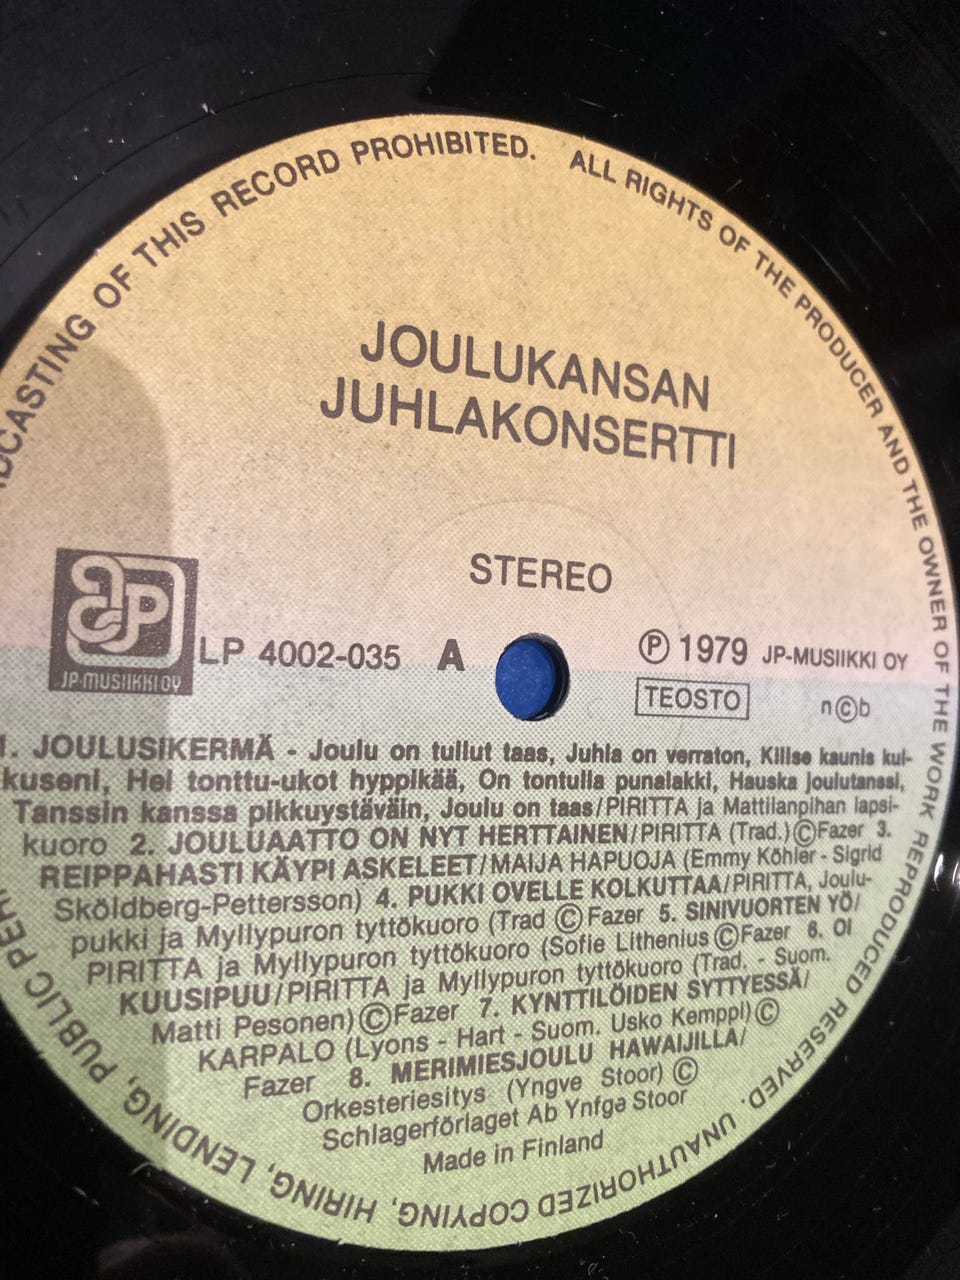 DCASTING OF THIS RECORD PROHIBITED. ALL RIGHTS OF THE PRODUCER AND THE OWNER OF THE WORK REPRODUCED RESERVED. UNAUTHORIZED COPYING, HIRING, LENDING, PUBLIC PER
JOULUKANSAN
JUHLAKONSERTTI
STEREO
JP-MUSIIKKI OY
LP 4002-035 A
Ⓟ 1979 JP-MUSIIKKI OY
TEOSTO
n©b
1. JOULUSIKERMÄ - Joulu on tullut taas, Juhla on verraton, Kilise kaunis kul-
kuseni, Hei tonttu-ukot hyppikää, On tontulla punalakki, Hauska joulutanssi,
Tanssin kanssa pikkuystäväin, Joulu on taas/PIRITTA ja Mattilanpihan lapsi-
kuoro 2. JOULUAATTO ON NYT HERTTAINEN/PIRITTA (Trad.)©Fazer 3.
REIPPAHASTI KÄYPI ASKELEET/MAIJA HAPUOJA (Emmy Köhler - Sigrid
Sköldberg-Pettersson) 4. PUKKI OVELLE KOLKUTTAA/PIRITTA, Joulu-
pukki ja Myllypuron tyttökuoro (Trad © Fazer 5. SINIVUORTEN YÖ/
PIRITTA ja Myllypuron tyttökuoro (Sofie Lithenius ©Fazer 6. OI
KUUSIPUU/PIRITTA ja Myllypuron tyttökuoro (Trad. - Suom.
Matti Pesonen)©Fazer 7. KYNTTILÖIDEN SYTTYESSÄ/
KARPALO (Lyons - Hart - Suom. Usko Kemppi)©
Fazer 8. MERIMIESJOULU HAWAIJILLA/
Orkesteriesitys (Yngve Stoor) ©
Schlagerförlaget Ab Ynfge Stoor
Made in Finland